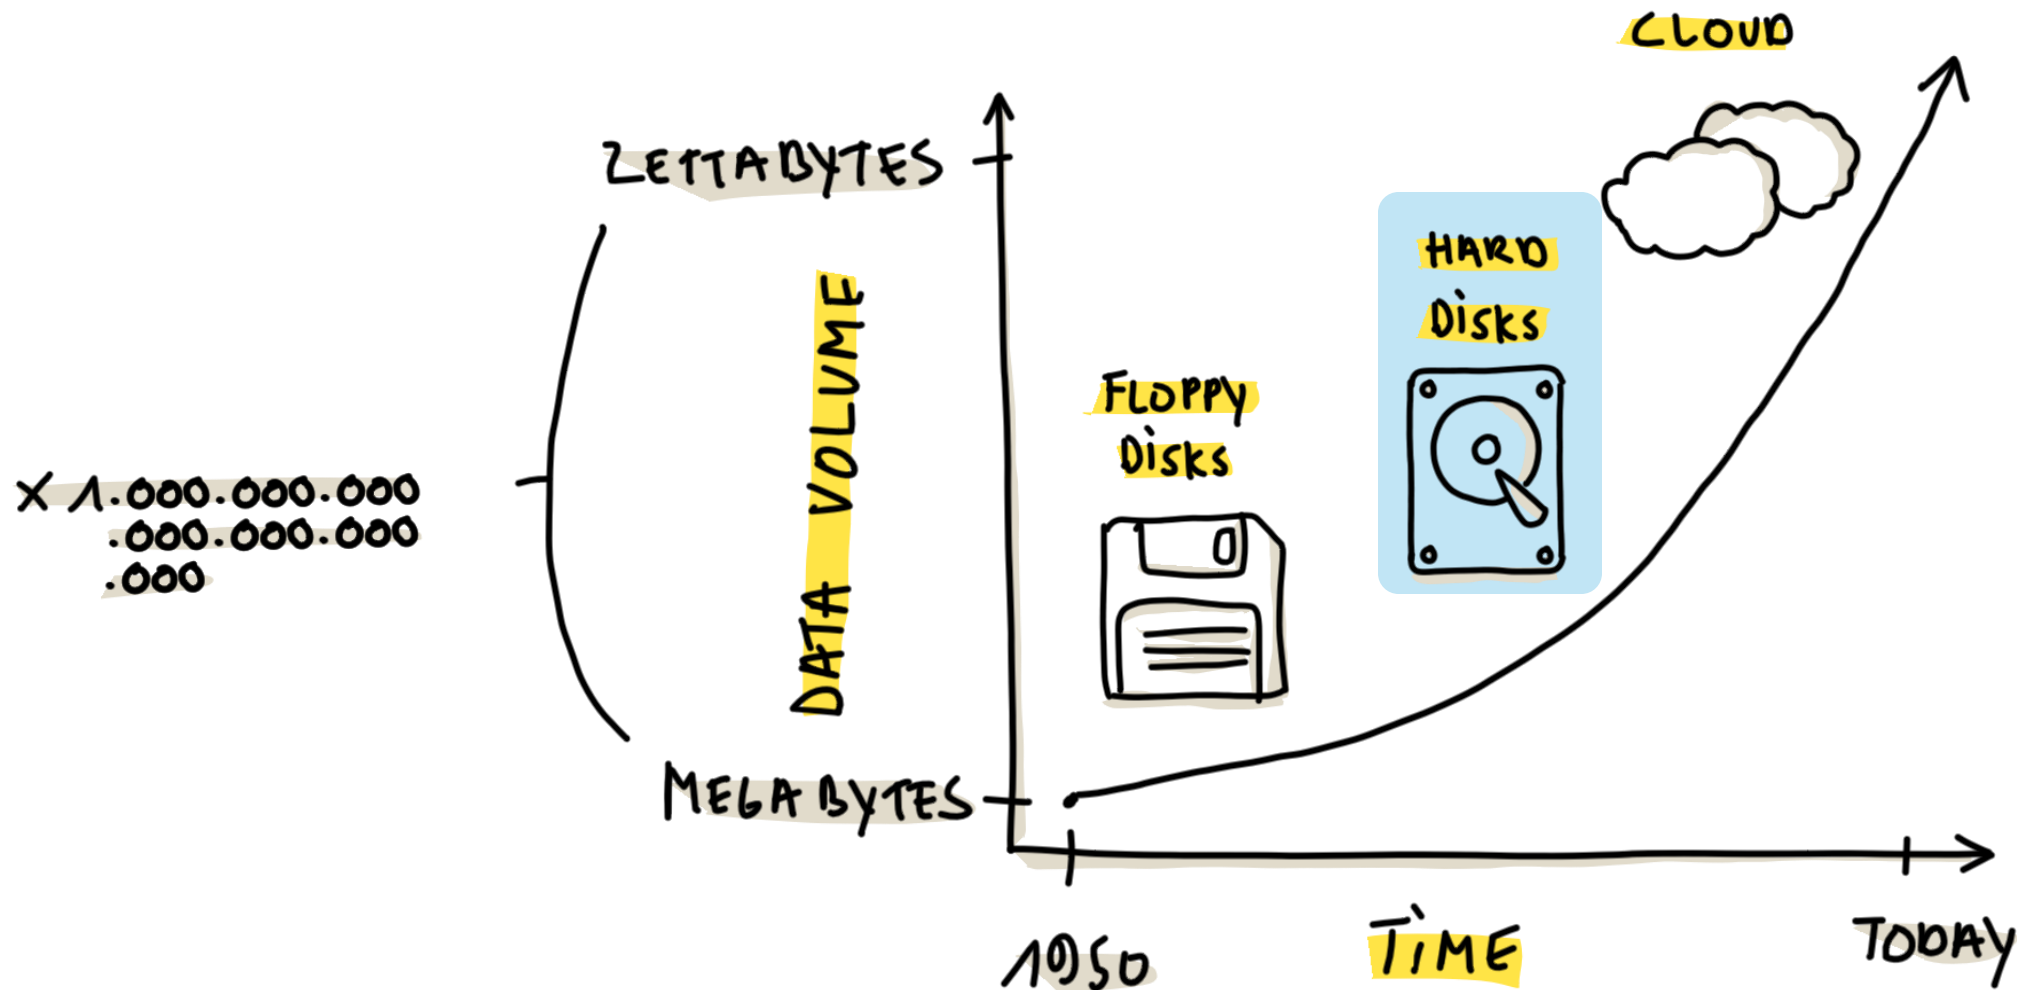 CLOUD
ZETTABYTES
HARD
DISKS
DATA VOLUME
FLOPPY
DISKS
X 1.000.000.000
.000.000.000
.000
MEGABYTES
1950
TIME
TODAY